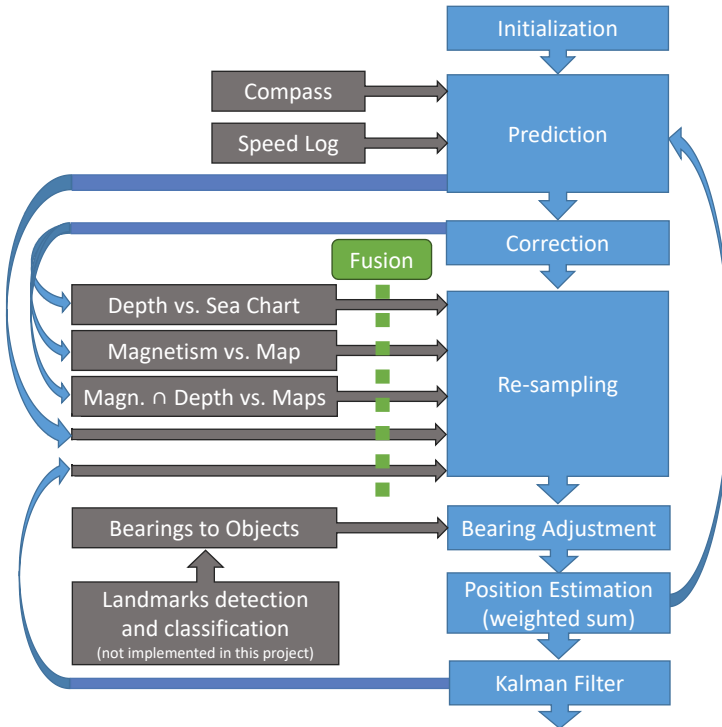 Initialization
Compass
Prediction
Speed Log
Correction
Fusion
Depth vs. Sea Chart
Magnetism vs. Map
Re-sampling
Magn. ∩ Depth vs. Maps
Bearings to Objects
Bearing Adjustment
Landmarks detection
and classification
(not implemented in this project)
Position Estimation
(weighted sum)
Kalman Filter